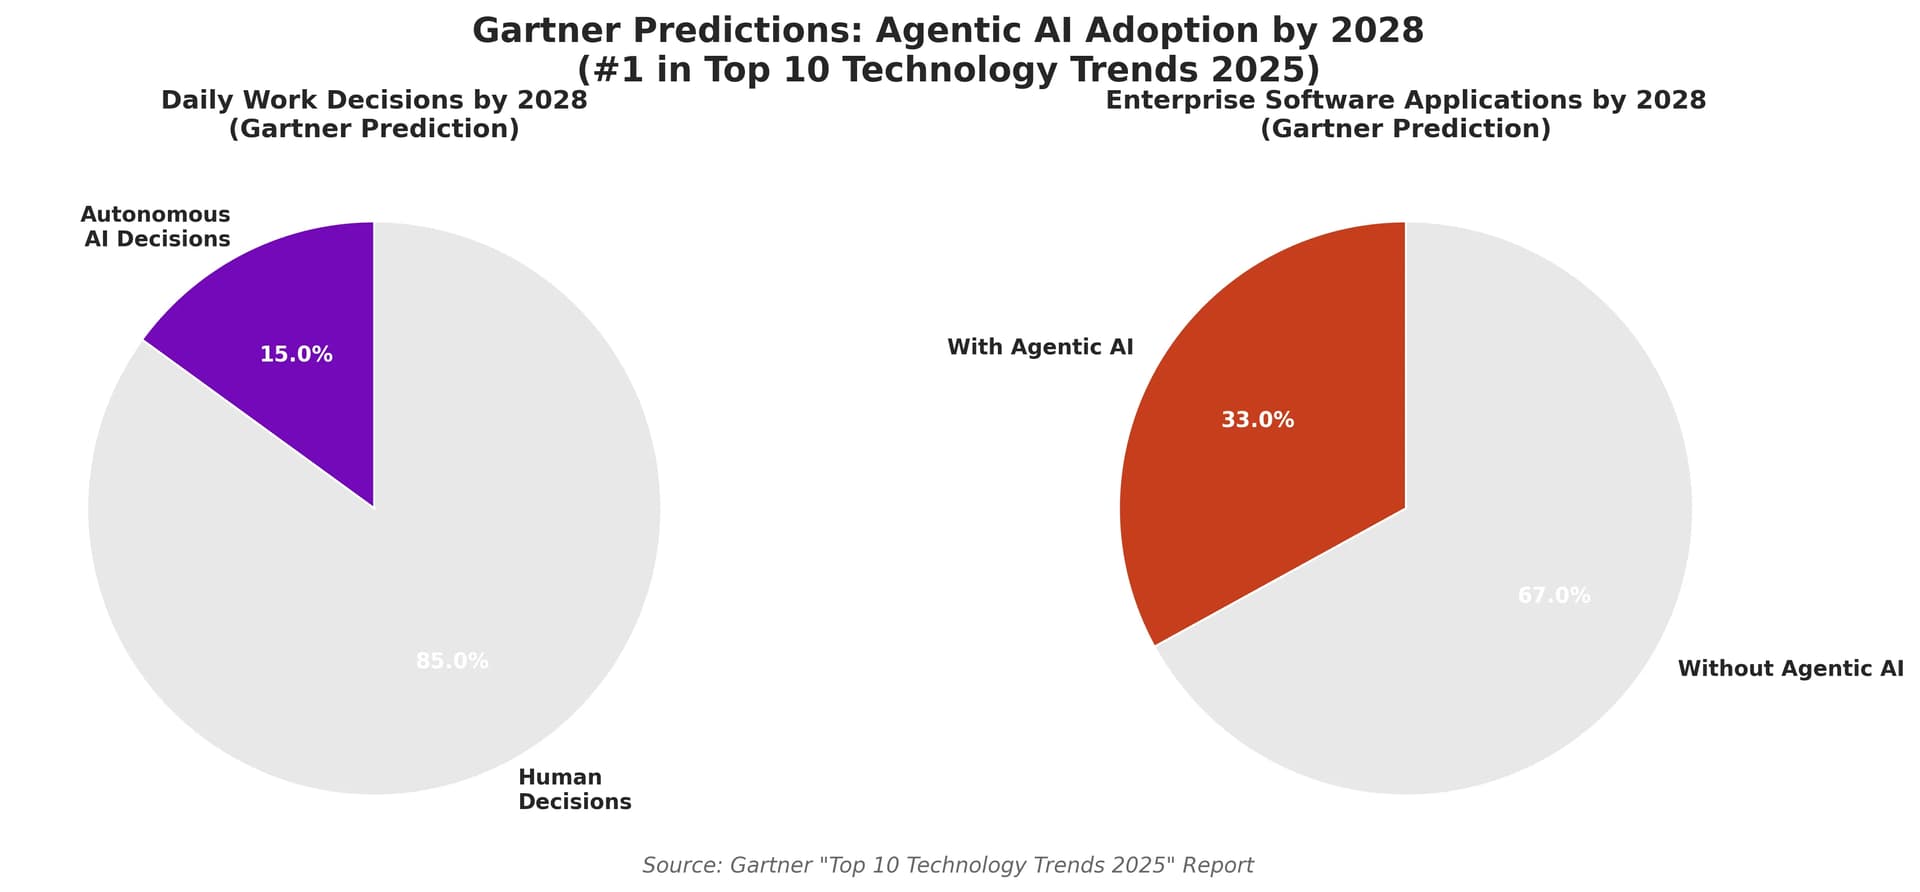 Gartner Predictions: Agentic AI Adoption by 2028
(#1 in Top 10 Technology Trends 2025)
Daily Work Decisions by 2028
(Gartner Prediction)
Autonomous
AI Decisions
15.0%
85.0%
Human
Decisions
Enterprise Software Applications by 2028
(Gartner Prediction)
With Agentic AI
33.0%
67.0%
Without Agentic AI
Source: Gartner "Top 10 Technology Trends 2025" Report